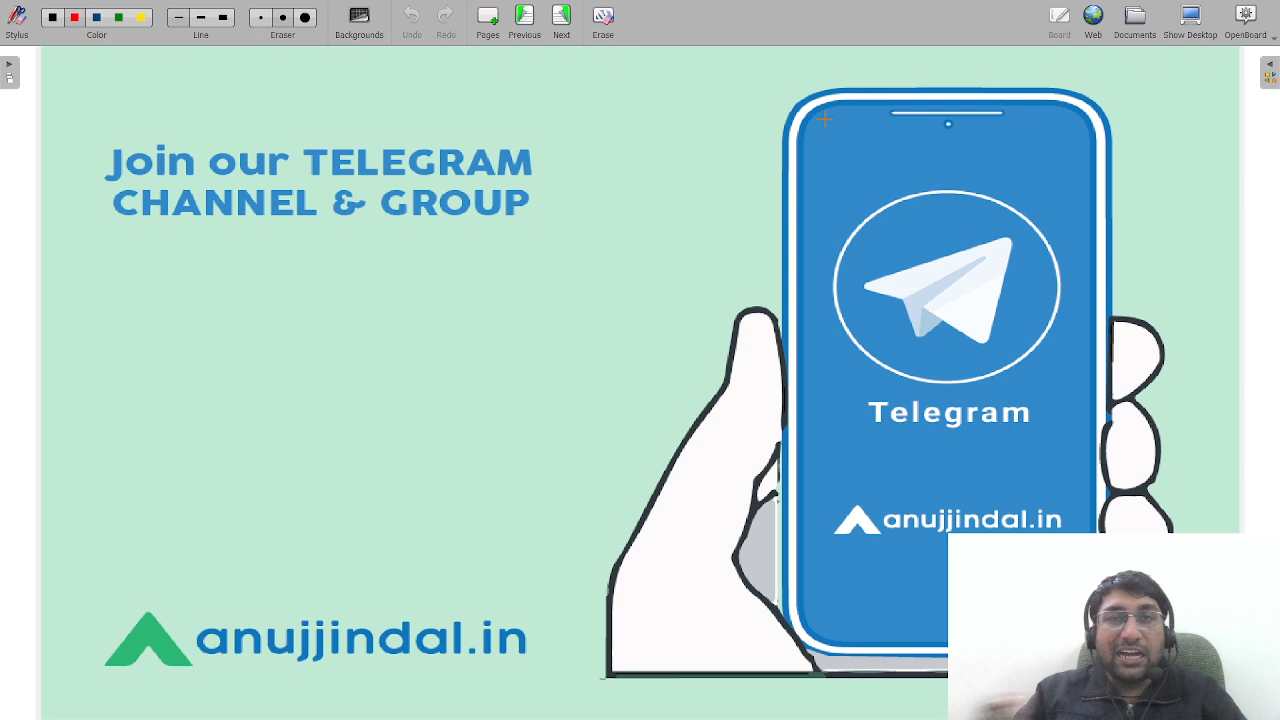 Stylus
Color
Line
Eraser
Backgrounds
Undo
Redo
Pages
Previous
Next
Erase
Board
Web
Documents
Show Desktop
OpenBoard
Join our TELEGRAM
CHANNEL & GROUP
Telegram
anujjindal.in
anujjindal.in